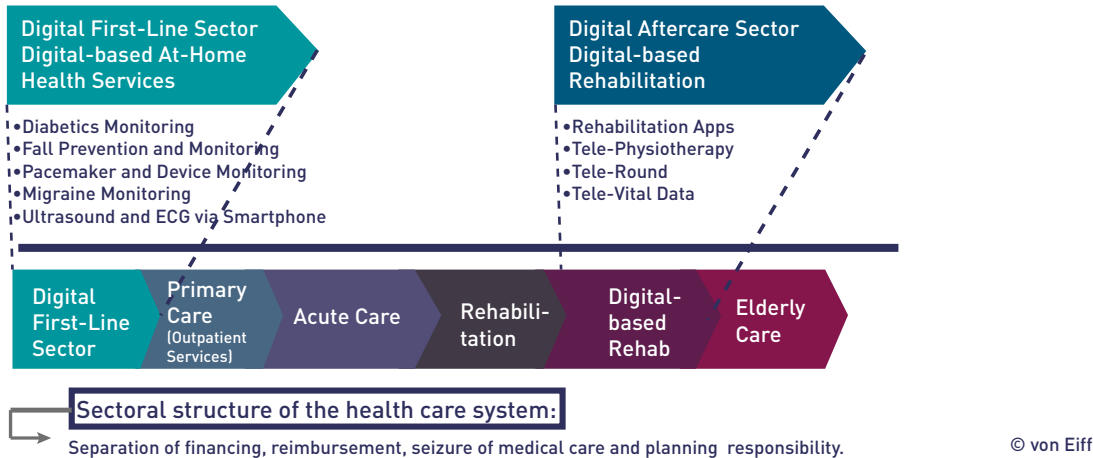 Digital First-Line Sector
Digital-based At-Home
Health Services
•Diabetics Monitoring
•Fall Prevention and Monitoring
•Pacemaker and Device Monitoring
•Migraine Monitoring
•Ultrasound and ECG via Smartphone
Digital Aftercare Sector
Digital-based
Rehabilitation
•Rehabilitation Apps
•Tele-Physiotherapy
•Tele-Round
•Tele-Vital Data
Digital
First-Line
Sector
Primary
Care
(Outpatient
Services)
Acute Care
Rehabili-
tation
Digital-
based
Rehab
Elderly
Care
Sectoral structure of the health care system:
Separation of financing, reimbursement, seizure of medical care and planning responsibility.
© von Eiff